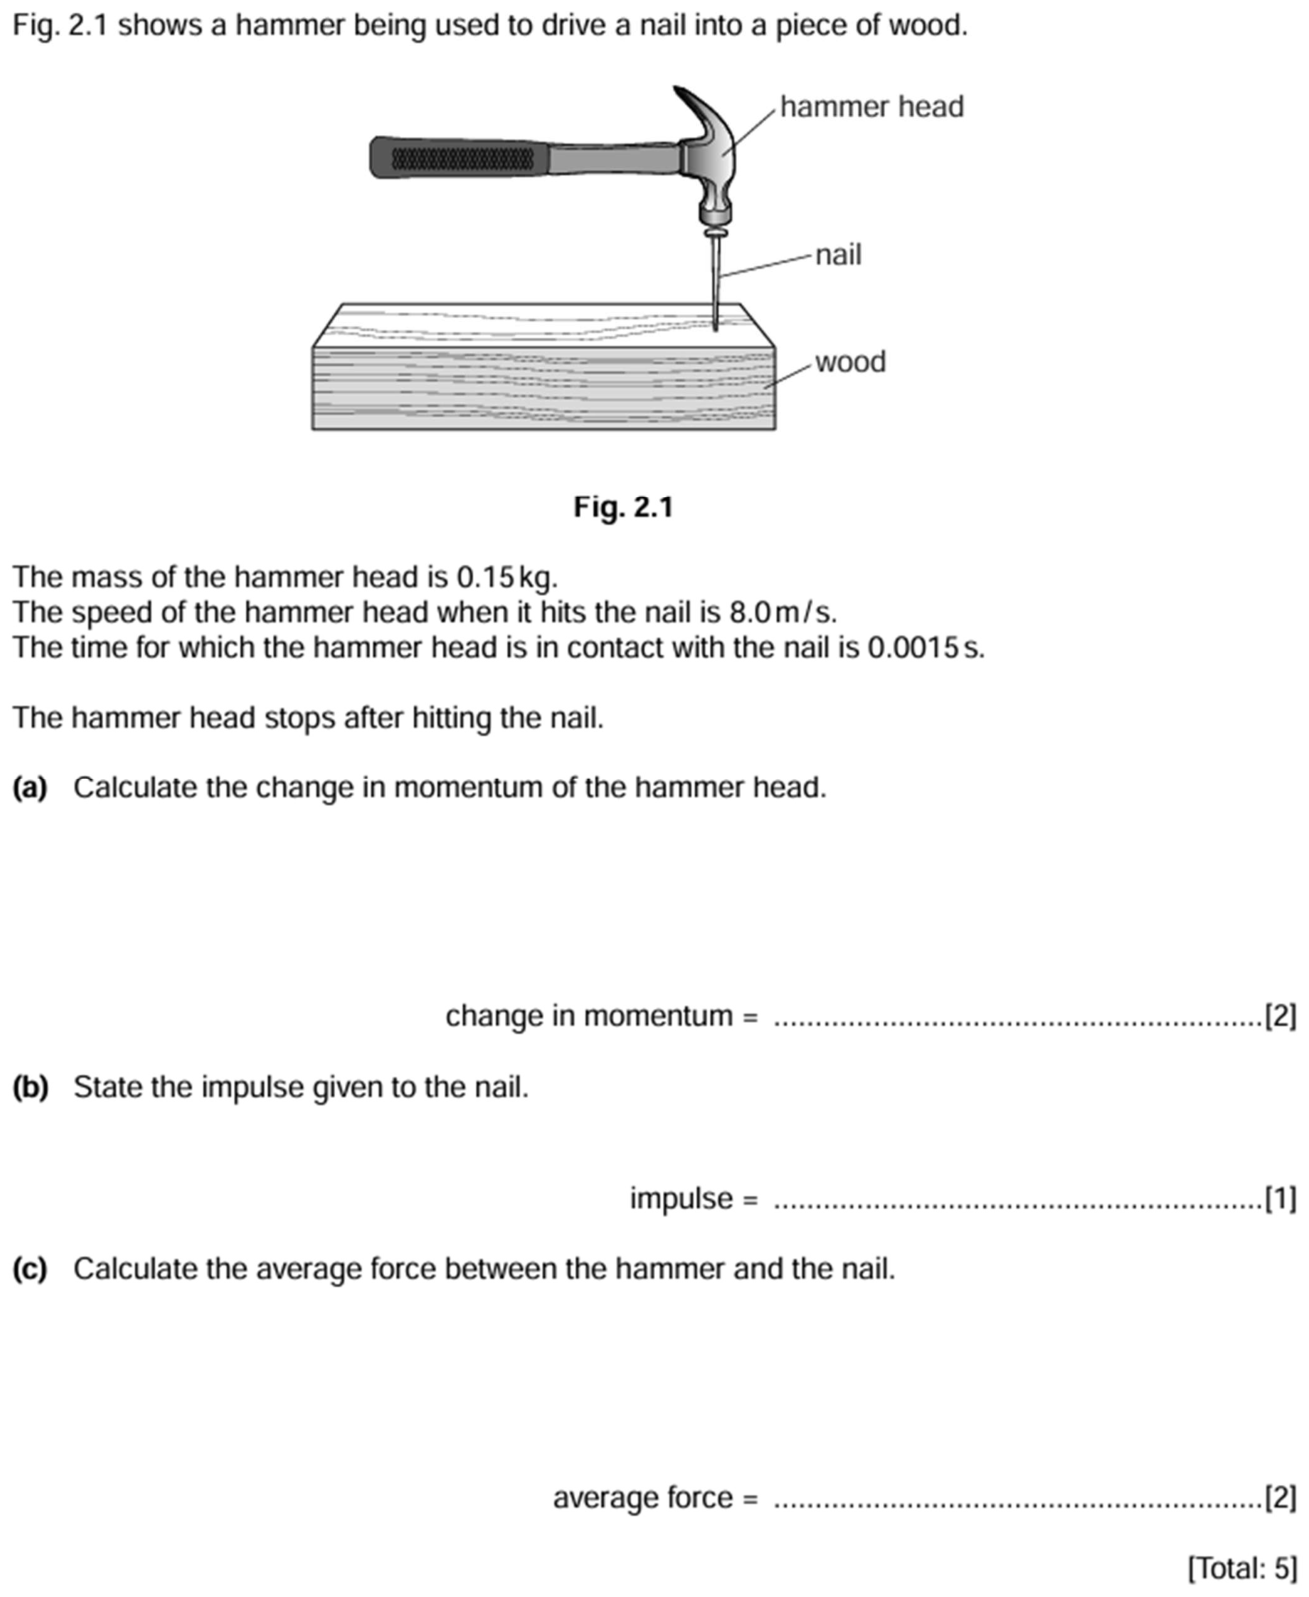 Fig. 2.1 shows a hammer being used to drive a nail into a piece of wood.
hammer head
nail
wood
Fig. 2.1
The mass of the hammer head is 0.15 kg.
The speed of the hammer head when it hits the nail is 8.0 m/s.
The time for which the hammer head is in contact with the nail is 0.0015 s.
The hammer head stops after hitting the nail.
(a) Calculate the change in momentum of the hammer head.
change in momentum = ............................................................[2]
(b) State the impulse given to the nail.
impulse = ............................................................[1]
(c) Calculate the average force between the hammer and the nail.
average force = ............................................................[2]
[Total: 5]